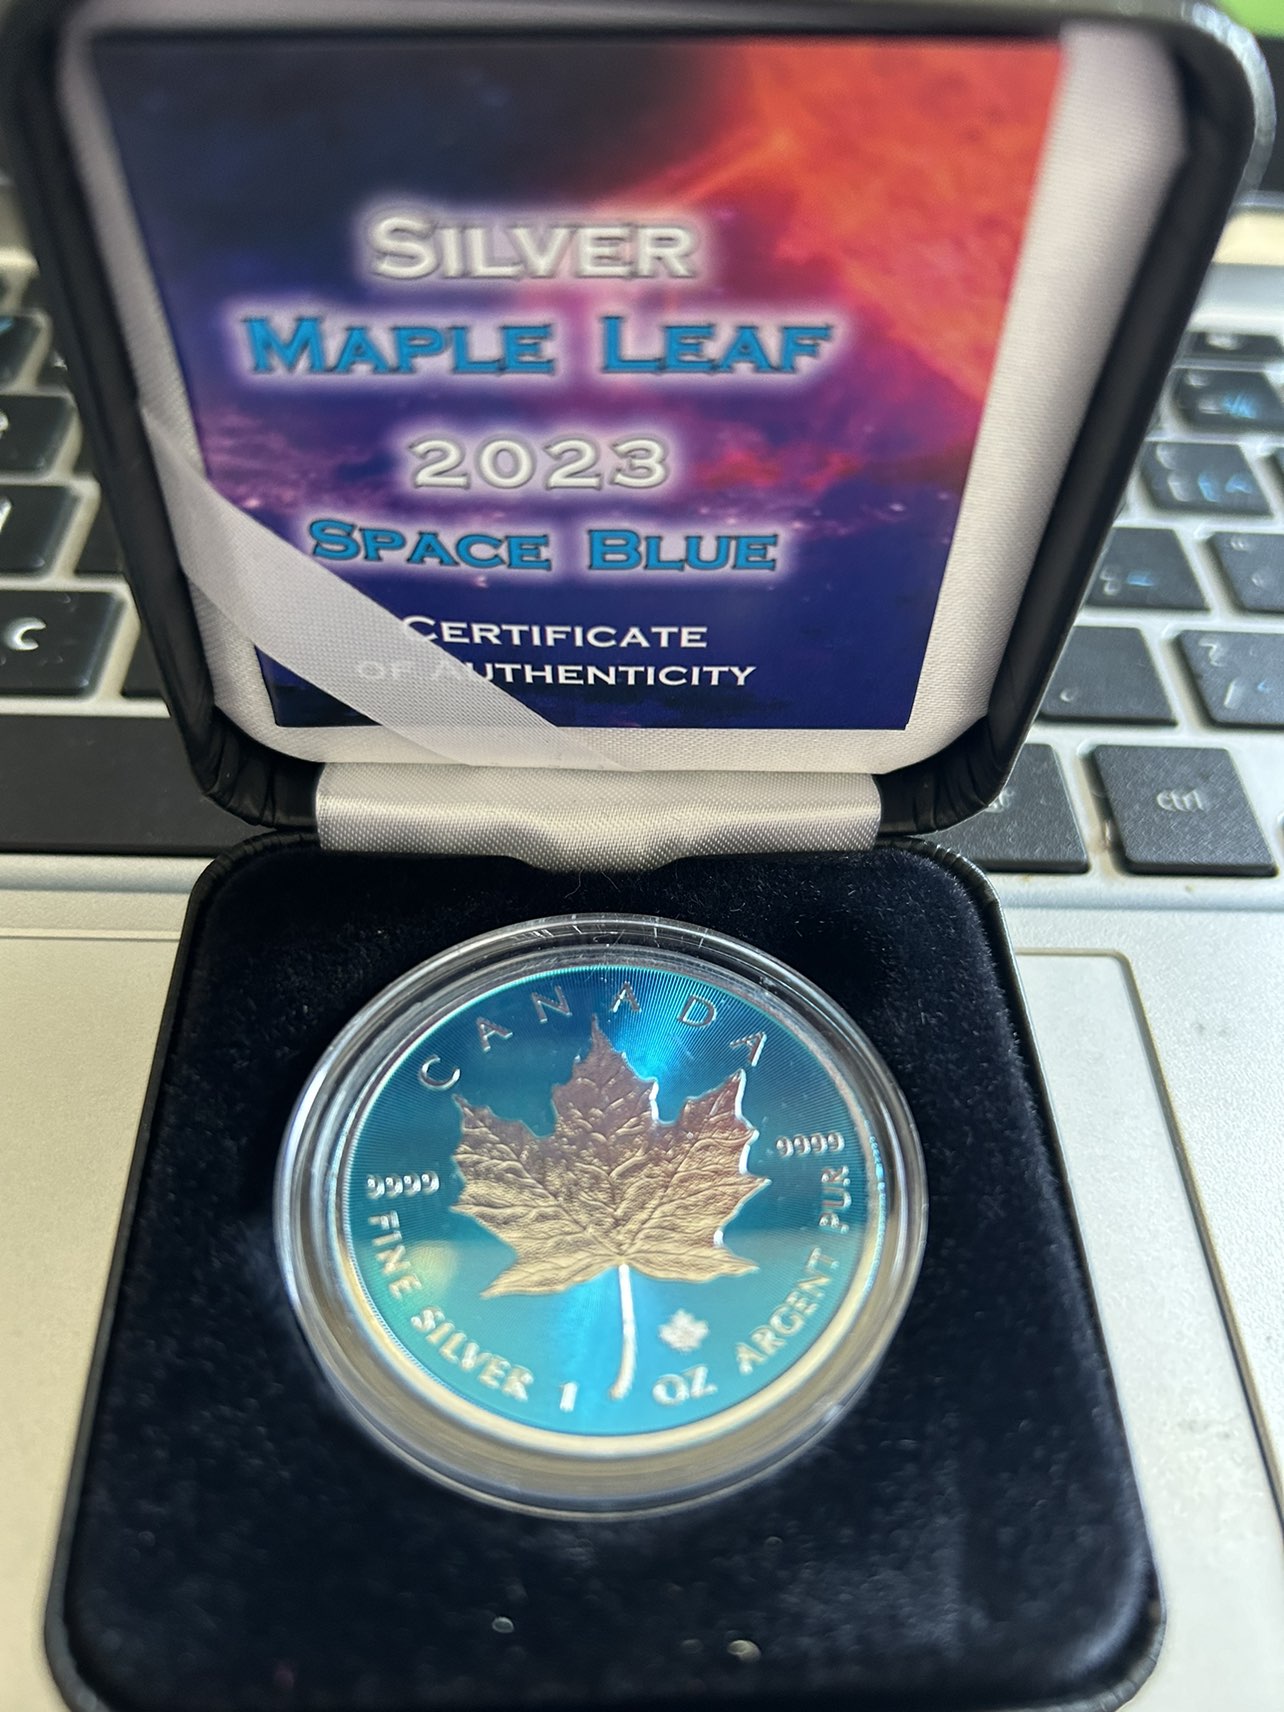 SILVER
MAPLE LEAF
2023
SPACE BLUE
CERTIFICATE
OF AUTHENTICITY
CANADA
9999
.9999
FINE SILVER 1 OZ ARGENT PUR
C
ctrl